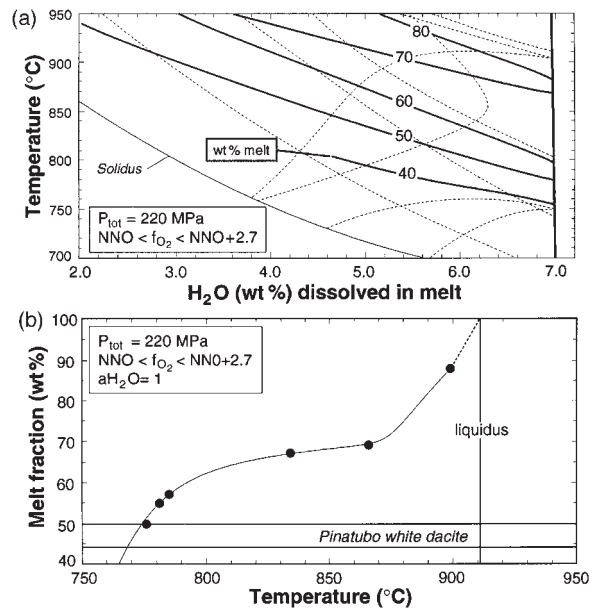 (a)
950
900
850
800
750
700
Temperature (°C)
80
70
60
50
40
wt % melt
Solidus
Ptot = 220 MPa
NNO < fO2 < NNO+2.7
2.0 3.0 4.0 5.0 6.0 7.0
H2O (wt %) dissolved in melt
(b)
100
90
80
70
60
50
40
Melt fraction (wt%)
Ptot = 220 MPa
NNO < fO2 < NN0+2.7
aH2O= 1
liquidus
Pinatubo white dacite
750 800 850 900 950
Temperature (°C)